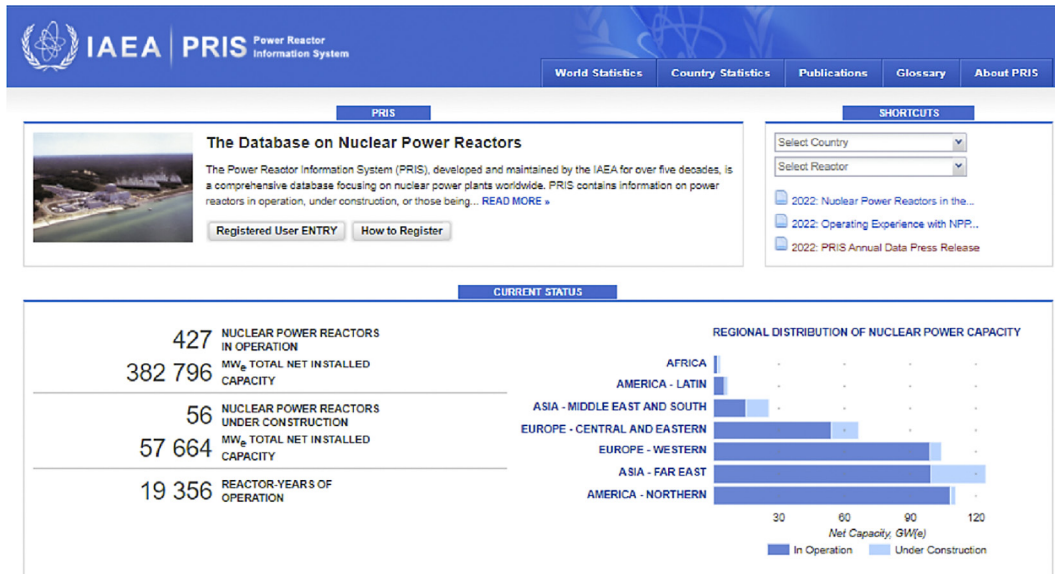 IAEA PRIS Power Reactor
Information System
World Statistics Country Statistics Publications Glossary About PRIS
PRIS
The Database on Nuclear Power Reactors
The Power Reactor Information System (PRIS), developed and maintained by the IAEA for over five decades, is
a comprehensive database focusing on nuclear power plants worldwide. PRIS contains information on power
reactors in operation, under construction, or those being... READ MORE »
Registered User ENTRY How to Register
SHORTCUTS
Select Country
Select Reactor
2022: Nuclear Power Reactors in the...
2022: Operating Experience with NPP...
2022: PRIS Annual Data Press Release
CURRENT STATUS
427 NUCLEAR POWER REACTORS
IN OPERATION
382 796 MWe TOTAL NET INSTALLED
CAPACITY
56 NUCLEAR POWER REACTORS
UNDER CONSTRUCTION
57 664 MWe TOTAL NET INSTALLED
CAPACITY
19 356 REACTOR-YEARS OF
OPERATION
REGIONAL DISTRIBUTION OF NUCLEAR POWER CAPACITY
AFRICA
AMERICA - LATIN
ASIA - MIDDLE EAST AND SOUTH
EUROPE - CENTRAL AND EASTERN
EUROPE - WESTERN
ASIA - FAR EAST
AMERICA - NORTHERN
30 60 90 120
Net Capacity, GW(e)
In Operation Under Construction